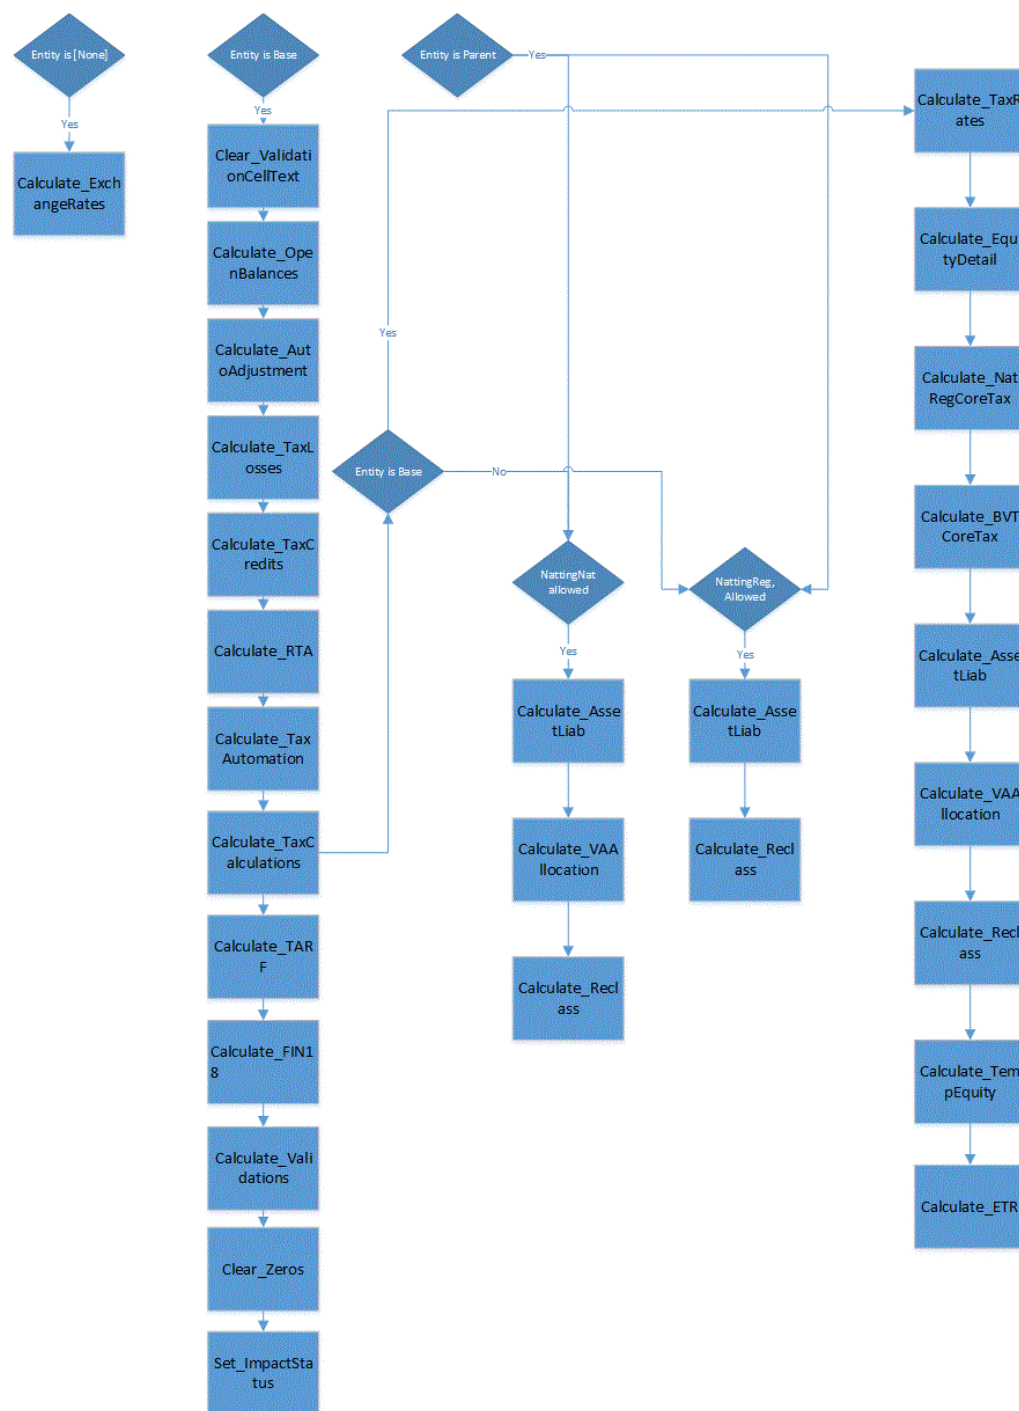 Entity is [None]
Yes
Calculate_Exch
angeRates
Entity is Base
Yes
Clear_Validati
onCellText
Calculate_Ope
nBalances
Calculate_Aut
oAdjustment
Calculate_TaxL
osses
Calculate_TaxC
redits
Calculate_RTA
Calculate_Tax
Automation
Calculate_TaxC
alculations
Calculate_TAR
F
Calculate_FIN1
8
Calculate_Vali
dations
Clear_Zeros
Set_ImpactSta
tus
Entity is Parent
Yes
Yes
Entity is Base
No
NattingNat
allowed
Yes
Calculate_Asse
tLiab
Calculate_VAA
llocation
Calculate_Recl
ass
NattingReg,
Allowed
Yes
Calculate_Asse
tLiab
Calculate_Recl
ass
Calculate_TaxR
ates
Calculate_Equi
tyDetail
Calculate_Nat
RegCoreTax
Calculate_BVT
CoreTax
Calculate_Asse
tLiab
Calculate_VAA
llocation
Calculate_Recl
ass
Calculate_Tem
pEquity
Calculate_ETR